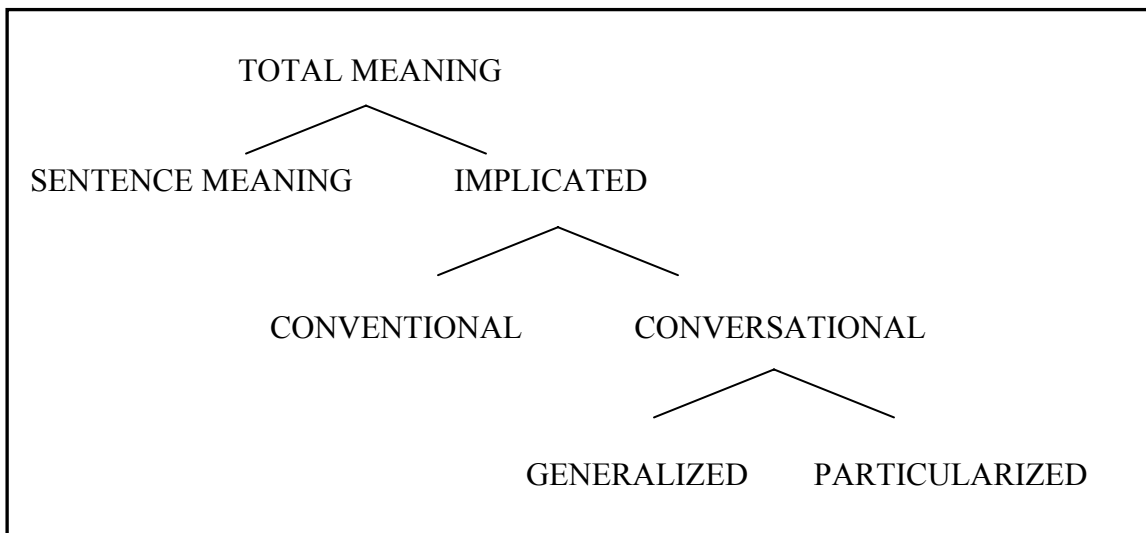 TOTAL MEANING
SENTENCE MEANING IMPLICATED
CONVENTIONAL CONVERSATIONAL
GENERALIZED PARTICULARIZED